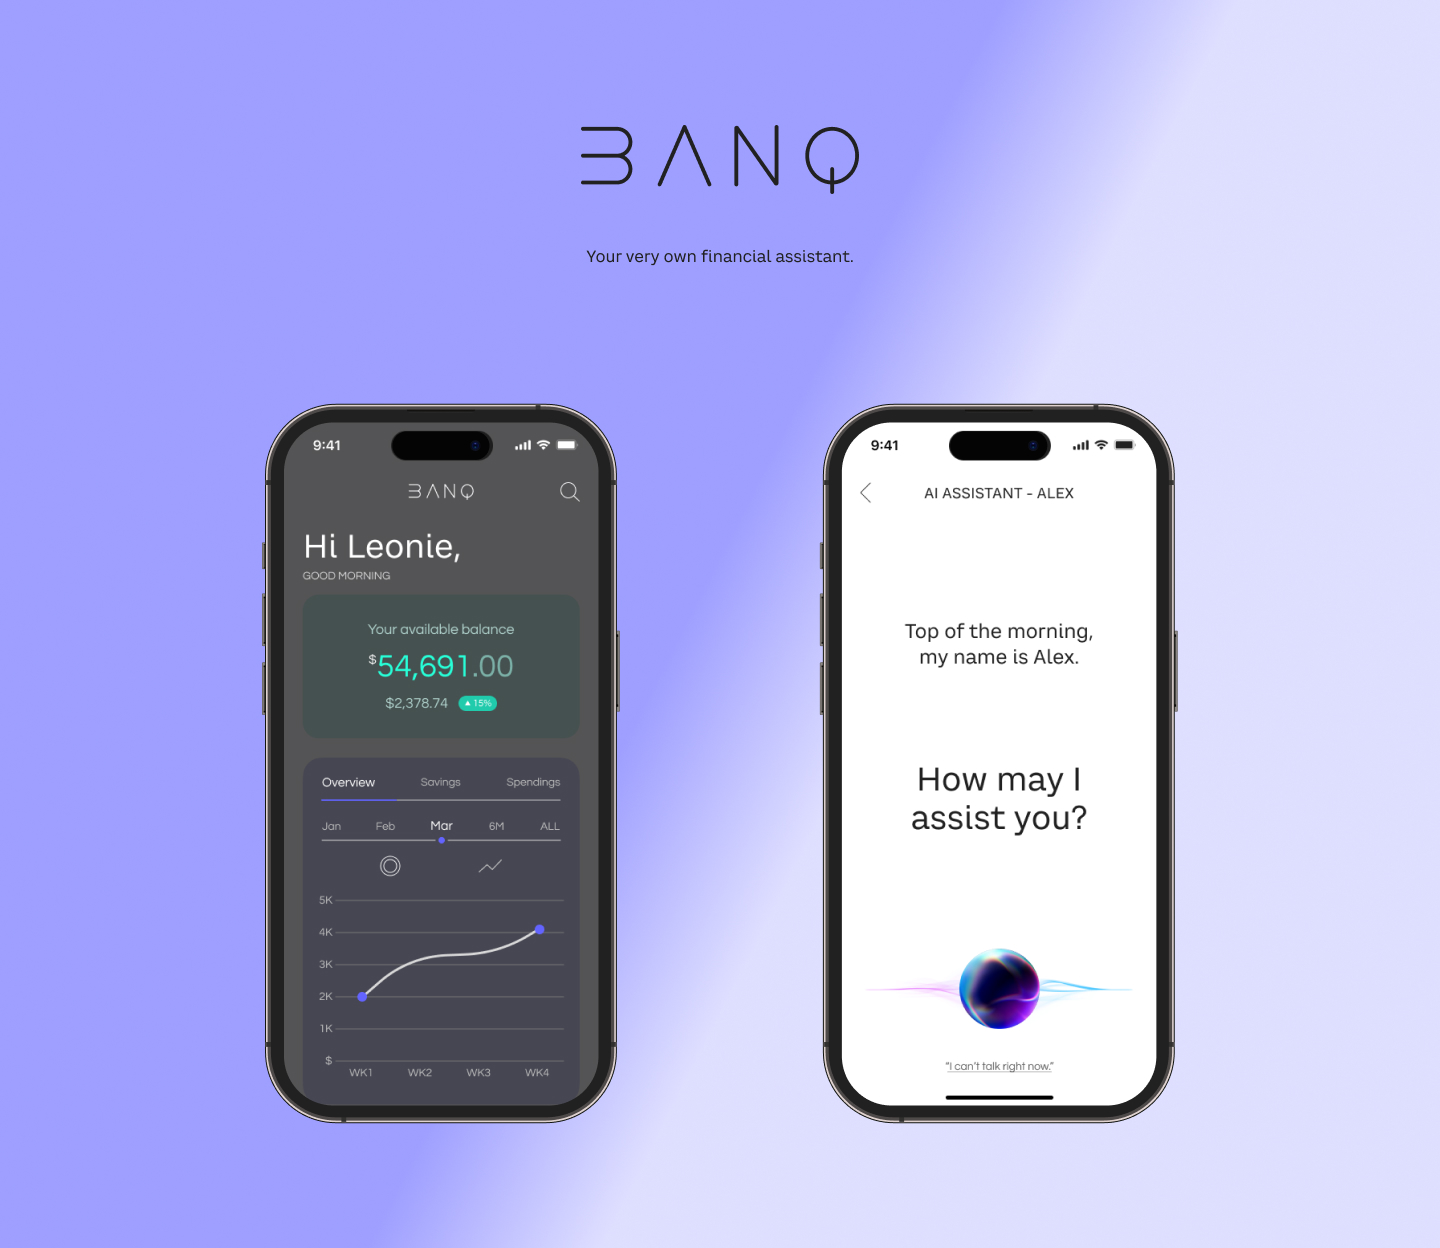 BANQ
Your very own financial assistant.
9:41
BANQ
Hi Leonie,
GOOD MORNING
Your available balance
$54,691.00
$2,378.74 ▲ 15%
Overview Savings Spendings
Jan Feb Mar 6M ALL
5K
4K
3K
2K
1K
$
WK1 WK2 WK3 WK4
9:41
AI ASSISTANT - ALEX
Top of the morning,
my name is Alex.
How may I
assist you?
“I can’t talk right now.”